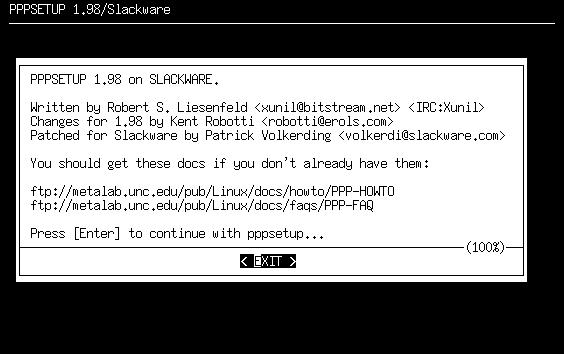 PPPSETUP 1.98/Slackware
PPPSETUP 1.98 on SLACKWARE.
Written by Robert S. Liesenfeld <xunil@bitstream.net> <IRC:Xunil>
Changes for 1.98 by Kent Robotti <robotti@erols.com>
Patched for Slackware by Patrick Volkerding <volkerdi@slackware.com>
You should get these docs if you don't already have them:
ftp://metalab.unc.edu/pub/Linux/docs/howto/PPP-HOWTO
ftp://metalab.unc.edu/pub/Linux/docs/faqs/PPP-FAQ
Press [Enter] to continue with pppsetup...
(100%)
< EXIT >